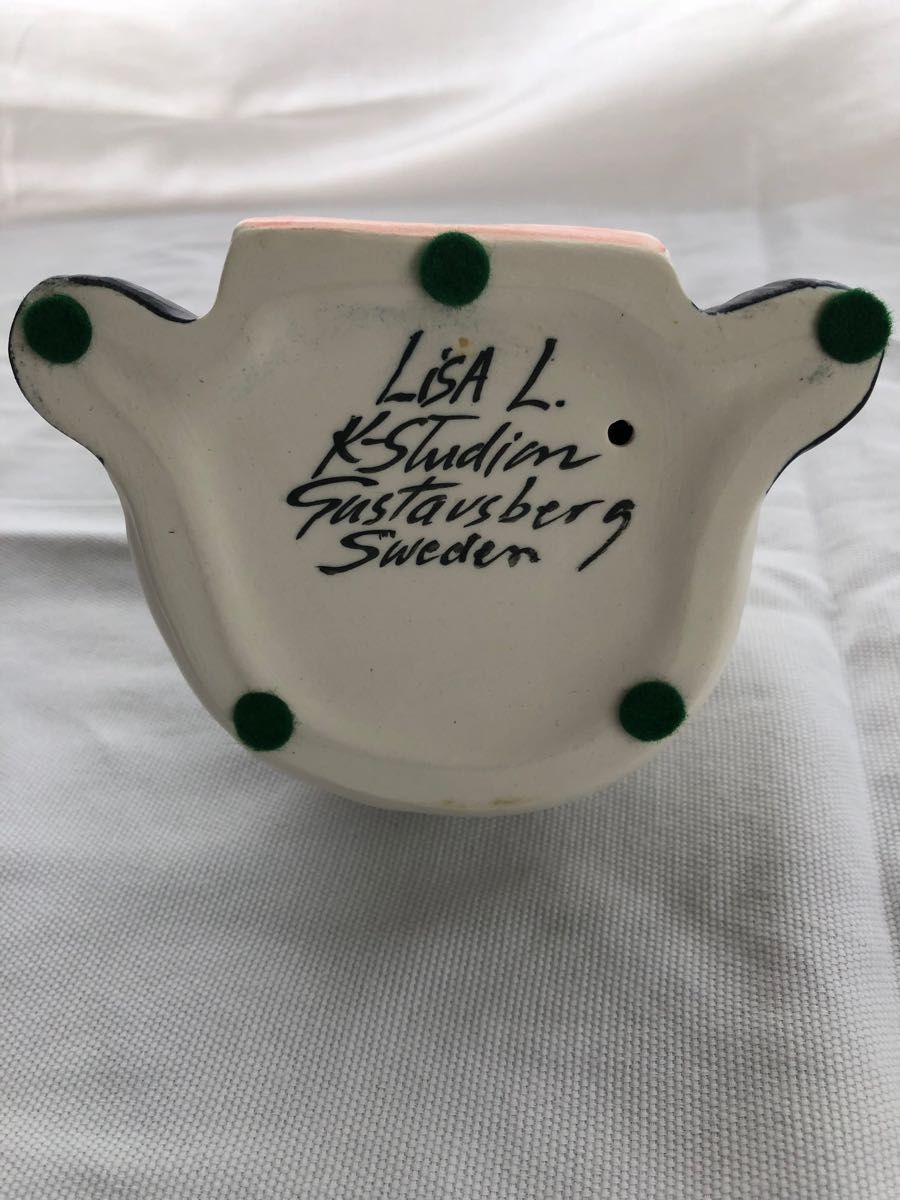 LiSA L.
K-Studion
Gustavsberg
Sweden